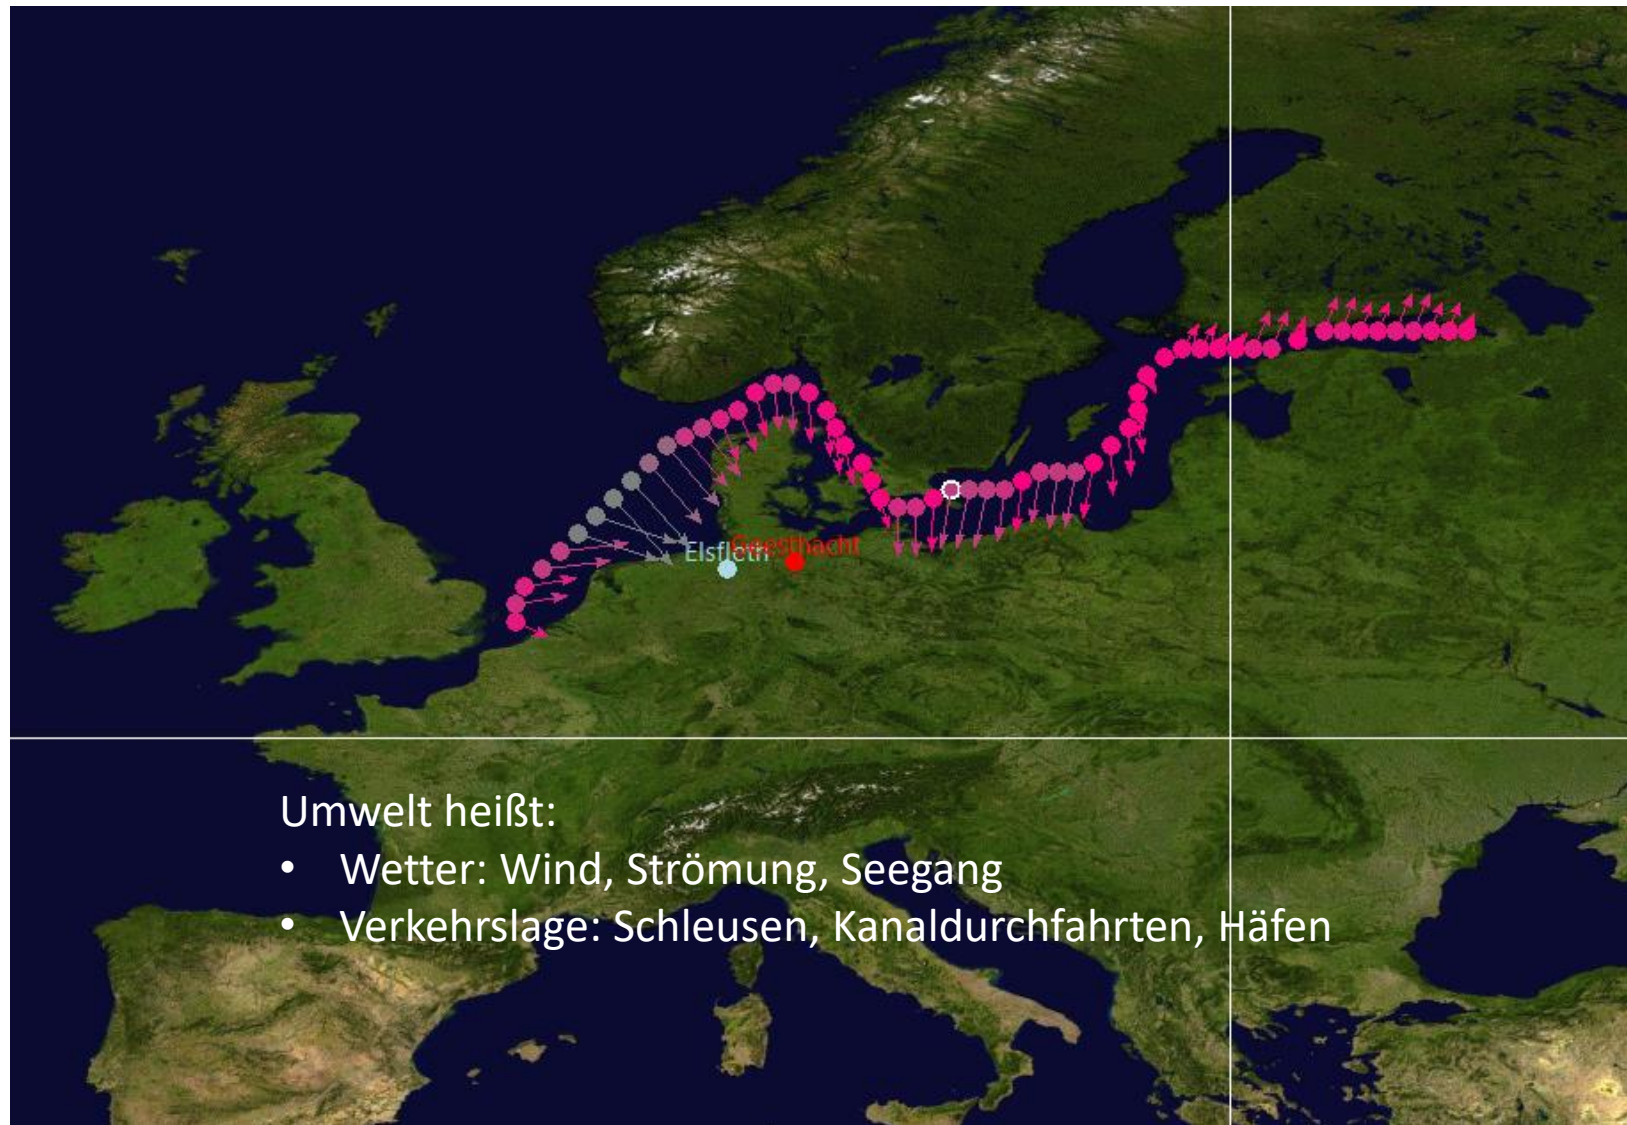 Elsfleth
Geesthacht
Umwelt heißt:
• Wetter: Wind, Strömung, Seegang
• Verkehrslage: Schleusen, Kanaldurchfahrten, Häfen